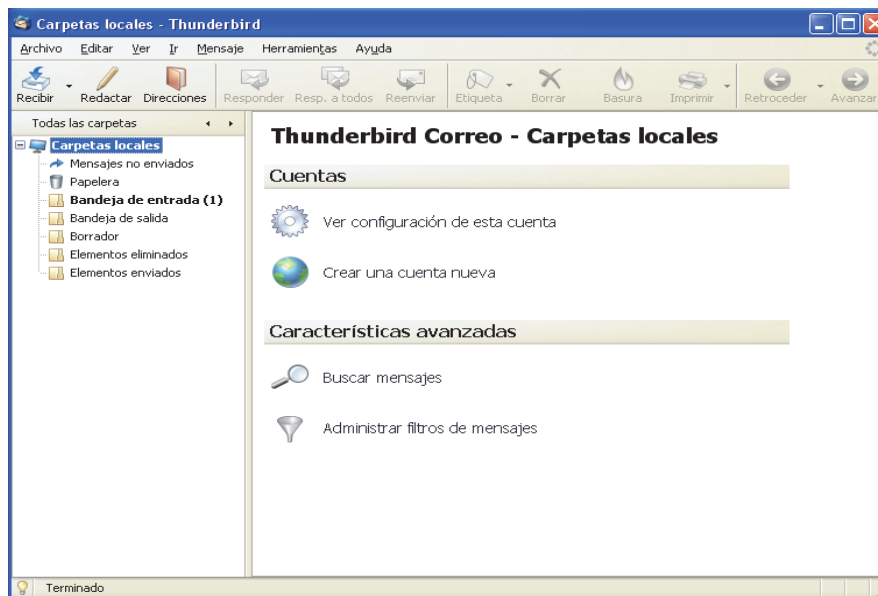 Carpetas locales - Thunderbird
Archivo Editar Ver Ir Mensaje Herramientas Ayuda
Recibir Redactar Direcciones Responder Resp. a todos Reenviar Etiqueta Borrar Basura Imprimir Retroceder Avanzar
Todas las carpetas
Carpetas locales
Mensajes no enviados
Papelera
Bandeja de entrada (1)
Bandeja de salida
Borrador
Elementos eliminados
Elementos enviados
Thunderbird Correo - Carpetas locales
Cuentas
Ver configuración de esta cuenta
Crear una cuenta nueva
Características avanzadas
Buscar mensajes
Administrar filtros de mensajes
Terminado